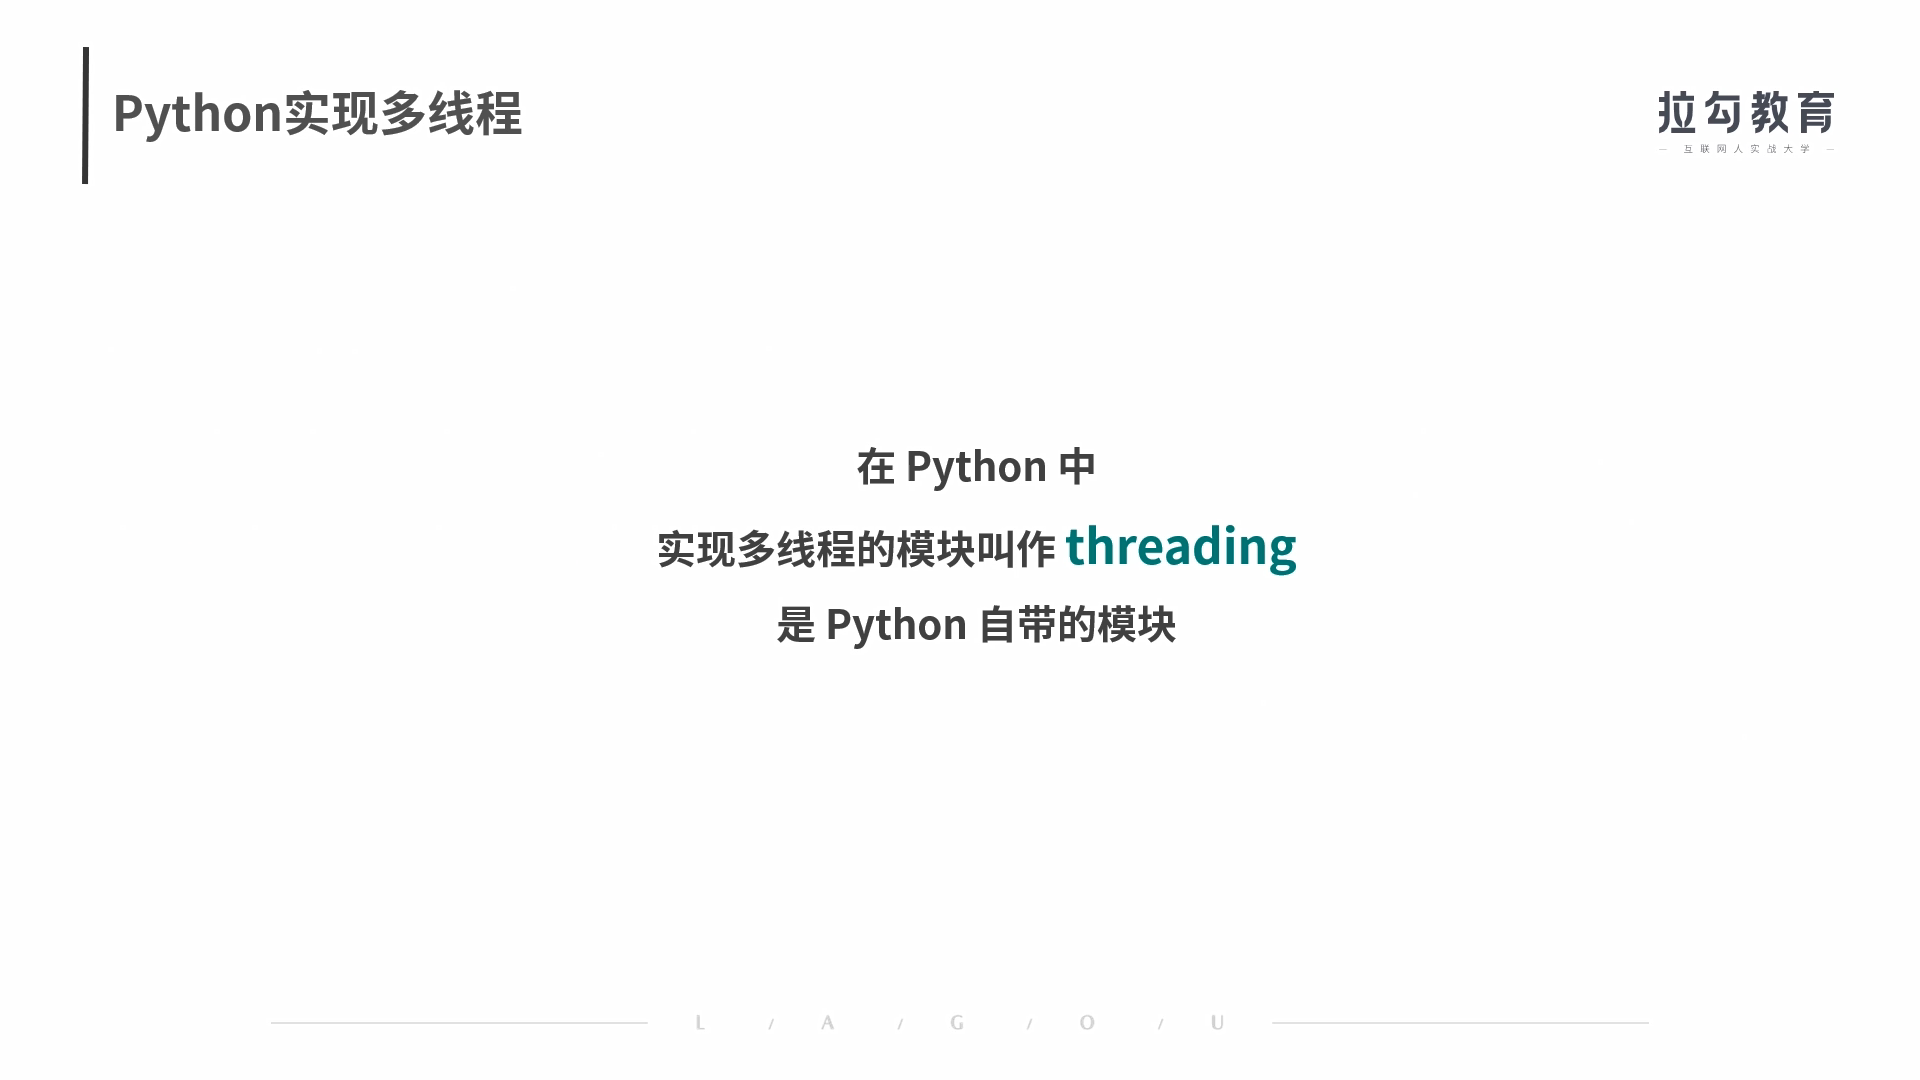 Python实现多线程
拉勾教育
— 互联网人实战大学 —
在 Python 中
实现多线程的模块叫作 threading
是 Python 自带的模块
L / A / G / O / U